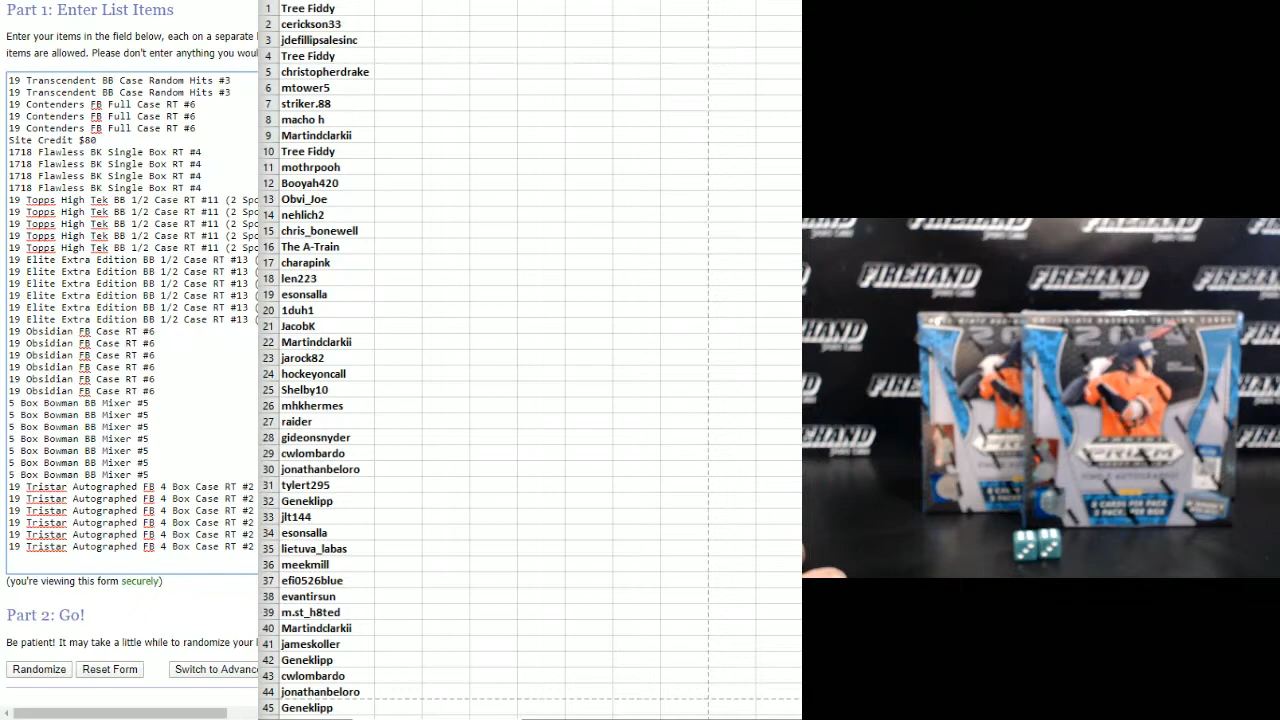 Part 1: Enter List Items
Enter your items in the field below, each on a separate
items are allowed. Please don't enter anything you wou
19 Transcendent BB Case Random Hits #3
19 Transcendent BB Case Random Hits #3
19 Contenders FB Full Case RT #6
19 Contenders FB Full Case RT #6
19 Contenders FB Full Case RT #6
Site Credit $80
1718 Flawless BK Single Box RT #4
1718 Flawless BK Single Box RT #4
1718 Flawless BK Single Box RT #4
1718 Flawless BK Single Box RT #4
19 Topps High Tek BB 1/2 Case RT #11 (2 Spo
19 Topps High Tek BB 1/2 Case RT #11 (2 Spo
19 Topps High Tek BB 1/2 Case RT #11 (2 Spo
19 Topps High Tek BB 1/2 Case RT #11 (2 Spo
19 Topps High Tek BB 1/2 Case RT #11 (2 Spo
19 Elite Extra Edition BB 1/2 Case RT #13 (
19 Elite Extra Edition BB 1/2 Case RT #13 (
19 Elite Extra Edition BB 1/2 Case RT #13 (
19 Elite Extra Edition BB 1/2 Case RT #13 (
19 Elite Extra Edition BB 1/2 Case RT #13 (
19 Elite Extra Edition BB 1/2 Case RT #13 (
19 Obsidian FB Case RT #6
19 Obsidian FB Case RT #6
19 Obsidian FB Case RT #6
19 Obsidian FB Case RT #6
19 Obsidian FB Case RT #6
19 Obsidian FB Case RT #6
5 Box Bowman BB Mixer #5
5 Box Bowman BB Mixer #5
5 Box Bowman BB Mixer #5
5 Box Bowman BB Mixer #5
5 Box Bowman BB Mixer #5
5 Box Bowman BB Mixer #5
5 Box Bowman BB Mixer #5
19 Tristar Autographed FB 4 Box Case RT #2
19 Tristar Autographed FB 4 Box Case RT #2
19 Tristar Autographed FB 4 Box Case RT #2
19 Tristar Autographed FB 4 Box Case RT #2
19 Tristar Autographed FB 4 Box Case RT #2
19 Tristar Autographed FB 4 Box Case RT #2
(you're viewing this form securely)
Part 2: Go!
Be patient! It may take a little while to randomize your l
Randomize Reset Form Switch to Advanc
1 Tree Fiddy
2 cerickson33
3 jdefillipsalesinc
4 Tree Fiddy
5 christopherdrake
6 mtower5
7 striker.88
8 macho h
9 Martindclarkii
10 Tree Fiddy
11 mothrpooh
12 Booyah420
13 Obvi_Joe
14 nehlich2
15 chris_bonewell
16 The A-Train
17 charapink
18 len223
19 esonsalla
20 1duh1
21 JacobK
22 Martindclarkii
23 jarock82
24 hockeyoncall
25 Shelby10
26 mhkhermes
27 raider
28 gideonsnyder
29 cwlombardo
30 jonathanbeloro
31 tylert295
32 Geneklipp
33 jlt144
34 esonsalla
35 lietuva_labas
36 meekmill
37 efi0526blue
38 evantirsun
39 m.st_h8ted
40 Martindclarkii
41 jameskoller
42 Geneklipp
43 cwlombardo
44 jonathanbeloro
45 Geneklipp
FIREHAND
FIREHAND
FIREHAND
PRIZM
8 CARDS PER PACK